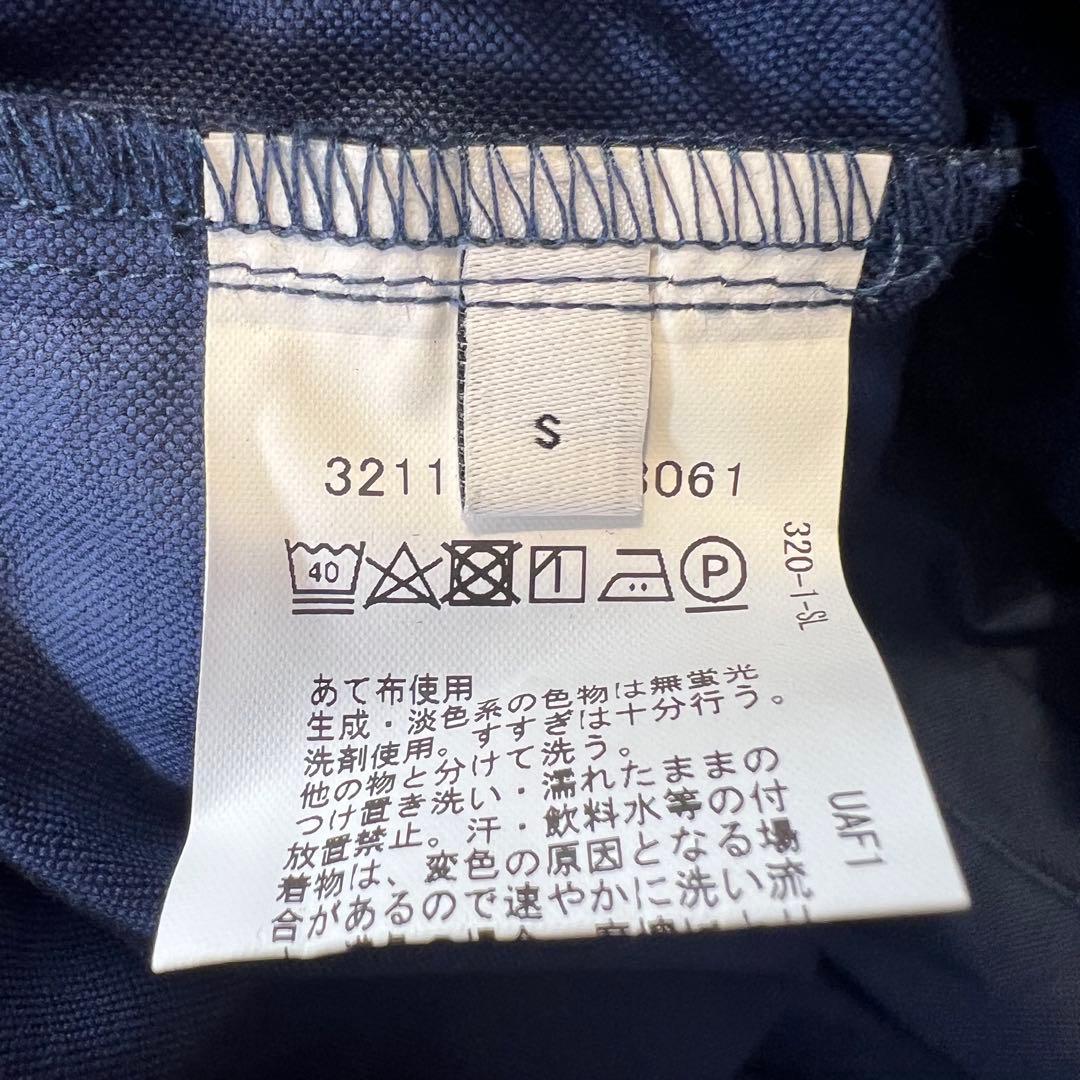 S
3211
061
40
P
320-1-SL
あて布使用
生成・淡色系の色物は無蛍光
洗剤使用。すすぎは十分行う。
他の物と分けて洗う。
つけ置き洗い・濡れたままの
放置禁止。汗・飲料水等の付
着物は、変色の原因となる場
合があるので速やかに洗い流
UAF1